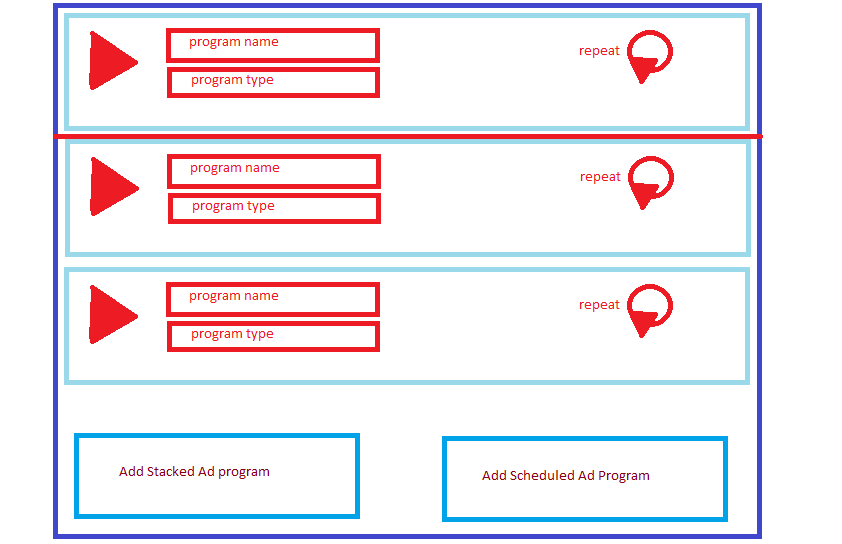 program name
program type
repeat
program name
program type
repeat
program name
program type
repeat
Add Stacked Ad program
Add Scheduled Ad Program